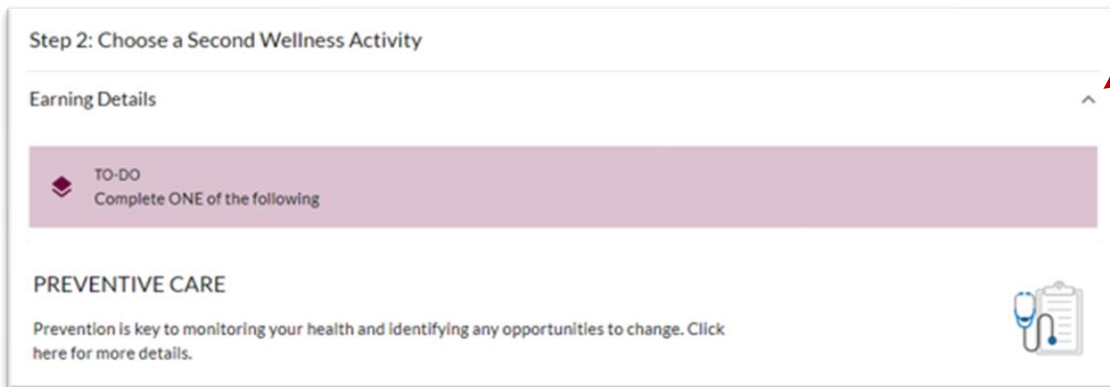 Step 2: Choose a Second Wellness Activity
Earning Details
TO-DO
Complete ONE of the following
PREVENTIVE CARE
Prevention is key to monitoring your health and identifying any opportunities to change. Click
here for more details.